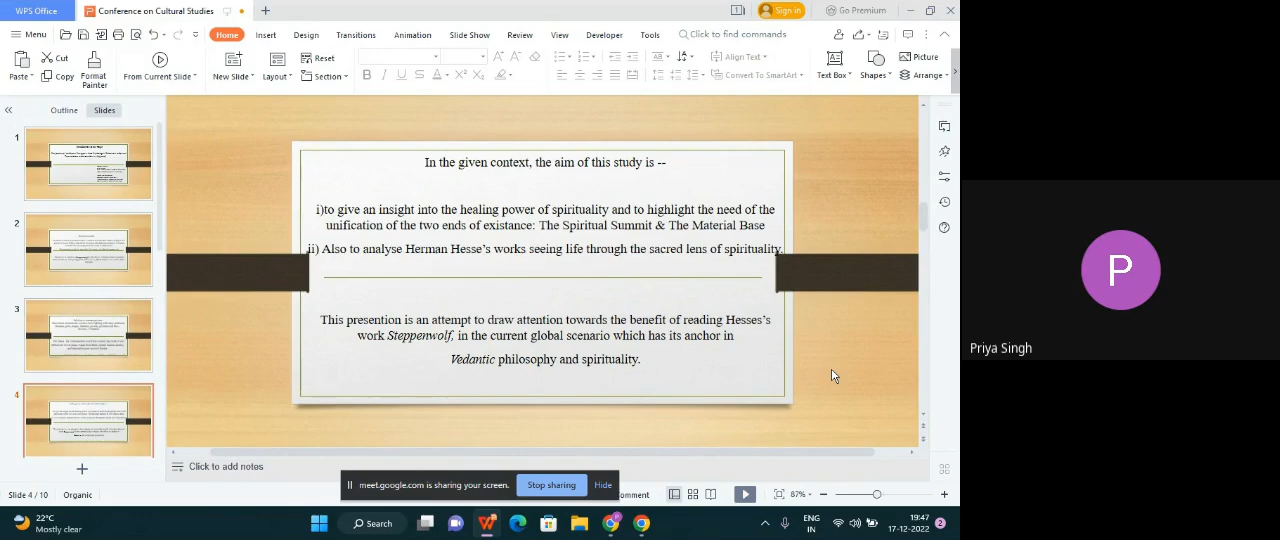 WPS Office
Conference on Cultural Studies
Sign in
Go Premium
Menu
Home
Insert
Design
Transitions
Animation
Slide Show
Review
View
Developer
Tools
Click to find commands
Paste
Cut
Copy
Format
Painter
From Current Slide
New Slide
Layout
Reset
Section
Align Text
Convert To SmartArt
Text Box
Shapes
Picture
Arrange
Outline
Slides
1
2
3
4
In the given context, the aim of this study is --
i)to give an insight into the healing power of spirituality and to highlight the need of the
unification of the two ends of existance: The Spiritual Summit & The Material Base
ii) Also to analyse Herman Hesse's works seeing life through the sacred lens of spirituality.
This presention is an attempt to draw attention towards the benefit of reading Hesses's
work Steppenwolf, in the current global scenario which has its anchor in
Vedantic philosophy and spirituality.
P
Priya Singh
Click to add notes
meet.google.com is sharing your screen.
Stop sharing
Hide
Slide 4 / 10
Organic
omment
87%
22°C
Mostly clear
Search
ENG
IN
19:47
17-12-2022
2